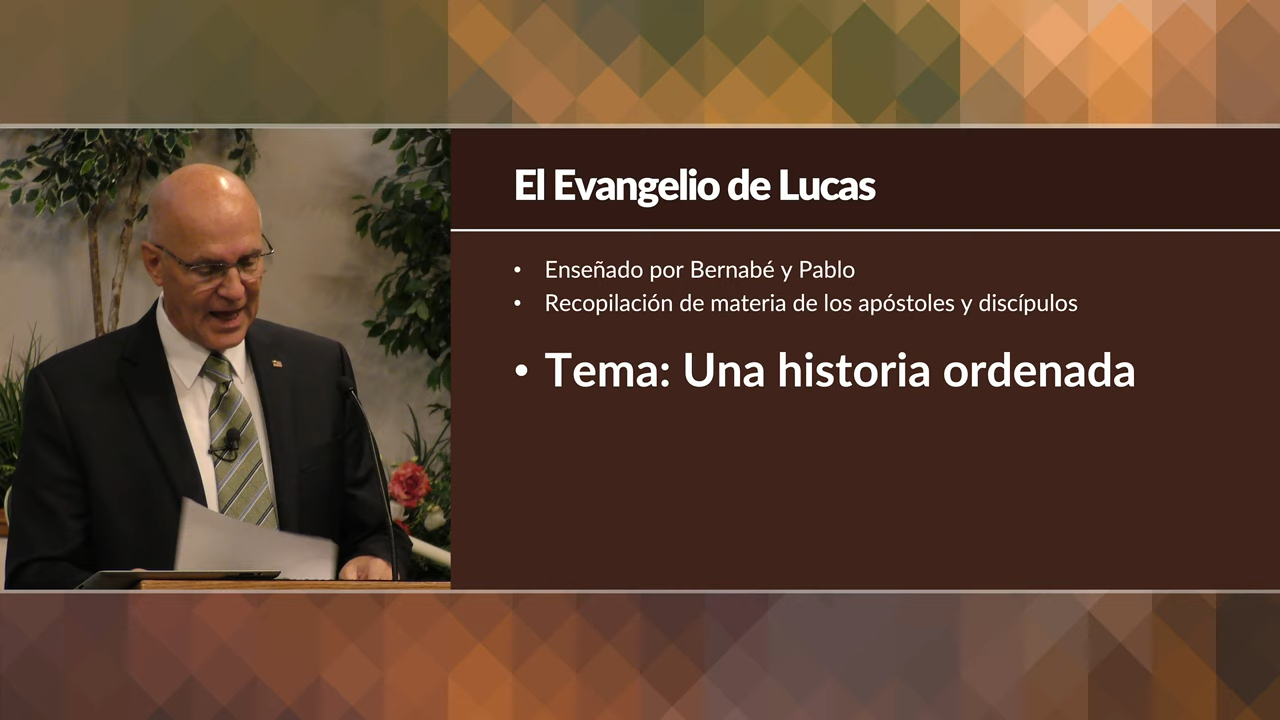 El Evangelio de Lucas
• Enseñado por Bernabé y Pablo
• Recopilación de materia de los apóstoles y discípulos
• Tema: Una historia ordenada